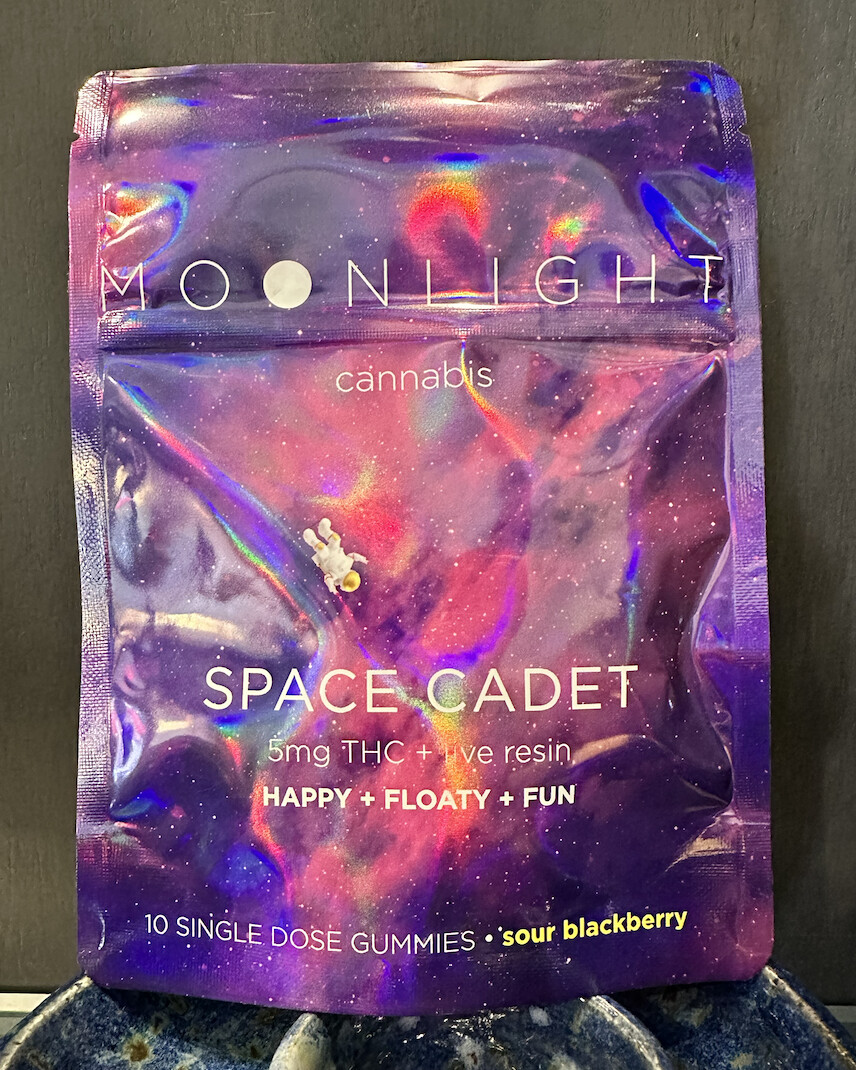 MOONLIGHT
cannabis
SPACE CADET
5mg THC + live resin
HAPPY + FLOATY + FUN
10 SINGLE DOSE GUMMIES • sour blackberry